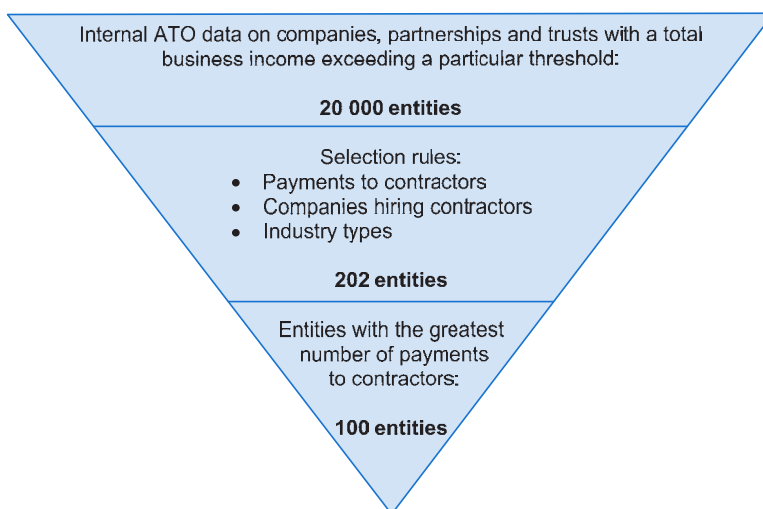 Internal ATO data on companies, partnerships and trusts with a total
business income exceeding a particular threshold:
20 000 entities
Selection rules:
• Payments to contractors
• Companies hiring contractors
• Industry types
202 entities
Entities with the greatest
number of payments
to contractors:
100 entities